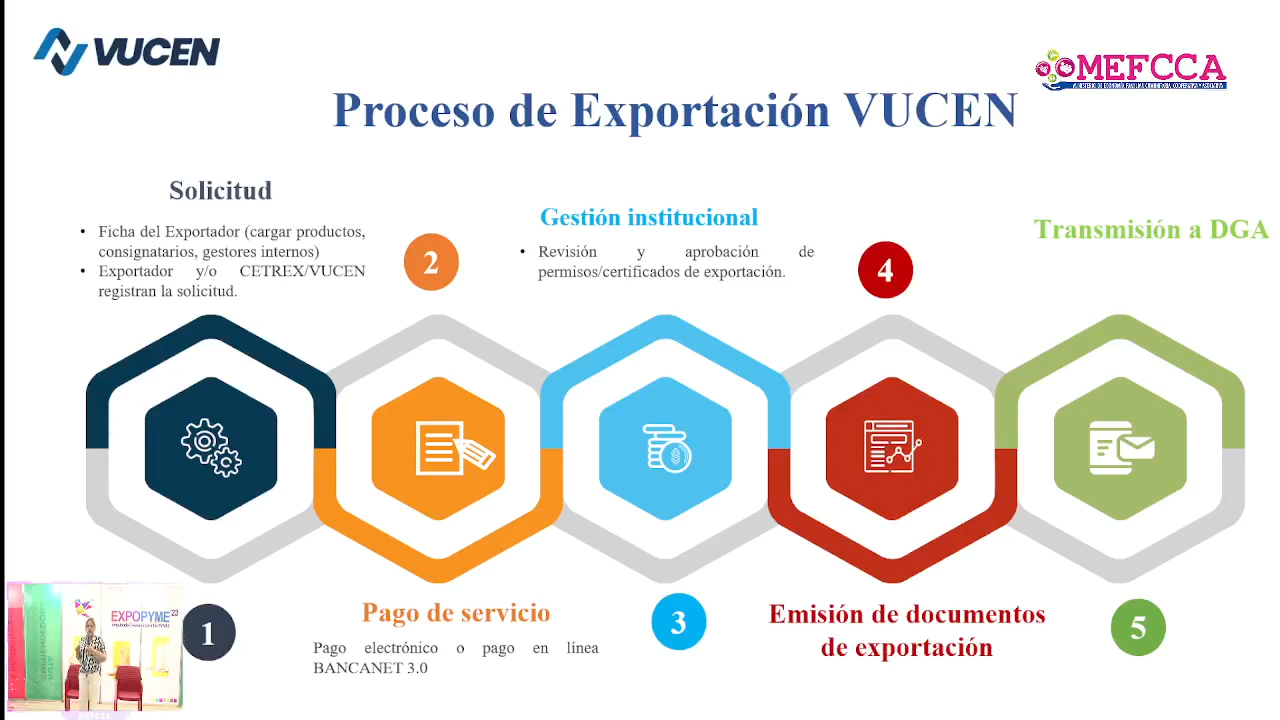 VUCEN
MEFCCA
Proceso de Exportación VUCEN
Solicitud
• Ficha del Exportador (cargar productos,
consignatarios, gestores internos)
• Exportador y/o CETREX/VUCEN
registran la solicitud.
2
Gestión institucional
• Revisión y aprobación de
permisos/certificados de exportación.
4
Transmisión a DGA
1
Pago de servicio
Pago electrónico o pago en línea
BANCANET 3.0
3
Emisión de documentos
de exportación
5
EXPOPYME 23
MEFCCA